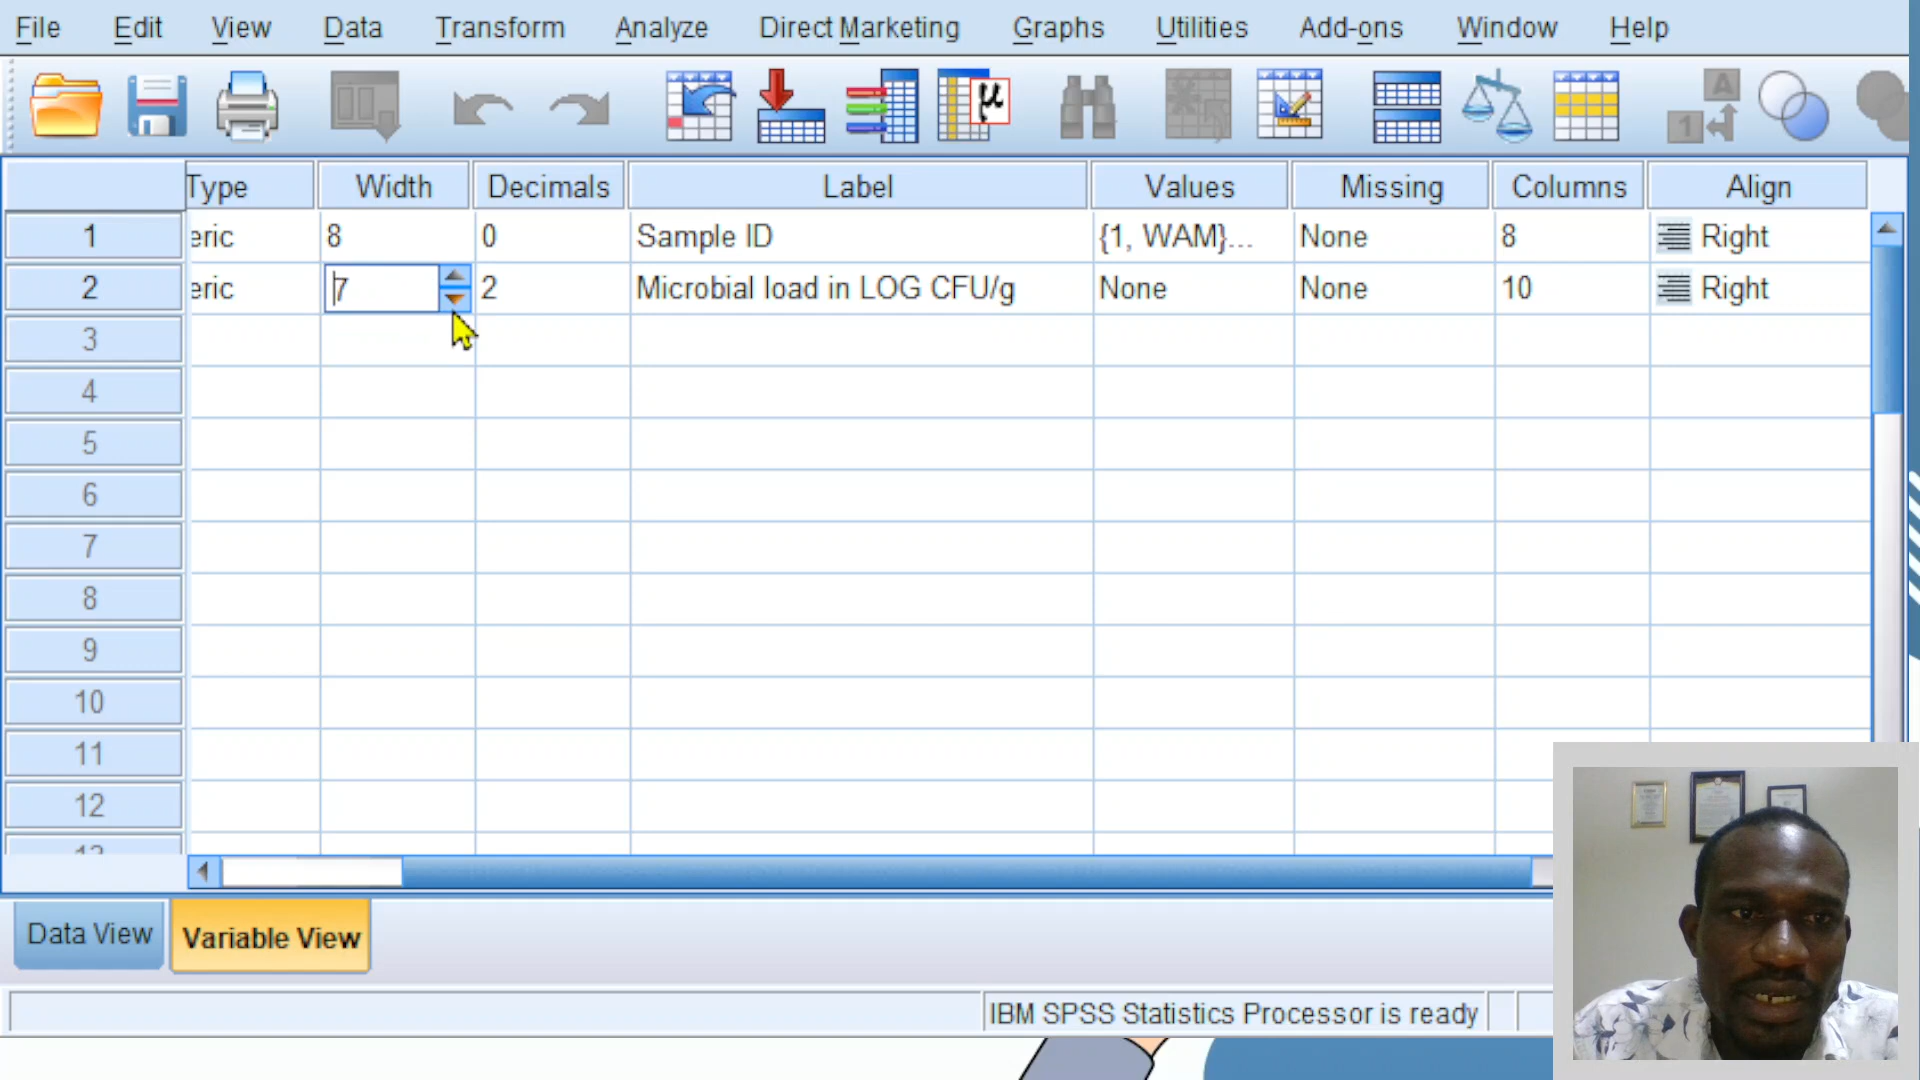 File Edit View Data Transform Analyze Direct Marketing Graphs Utilities Add-ons Window Help
μ
A
1
Type Width Decimals Label Values Missing Columns Align
1 eric 8 0 Sample ID {1, WAM}... None 8 Right
2 eric 7 2 Microbial load in LOG CFU/g None None 10 Right
3
4
5
6
7
8
9
10
11
12
13
Data View Variable View
IBM SPSS Statistics Processor is ready